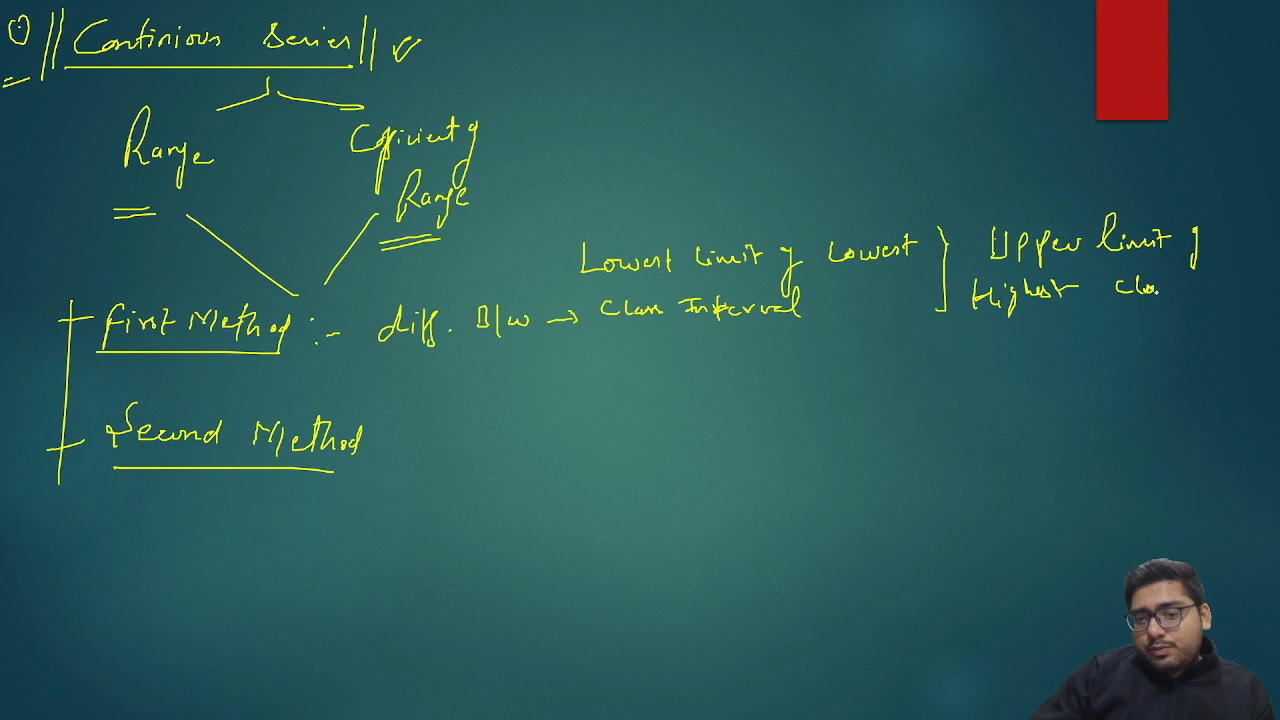 Continious Series
Range
Cofficient of
Range
Lowest Limit of Lowest
Upper limit of
First Method :- diff. B/w → Class Interval
Highest Cla
Second Method